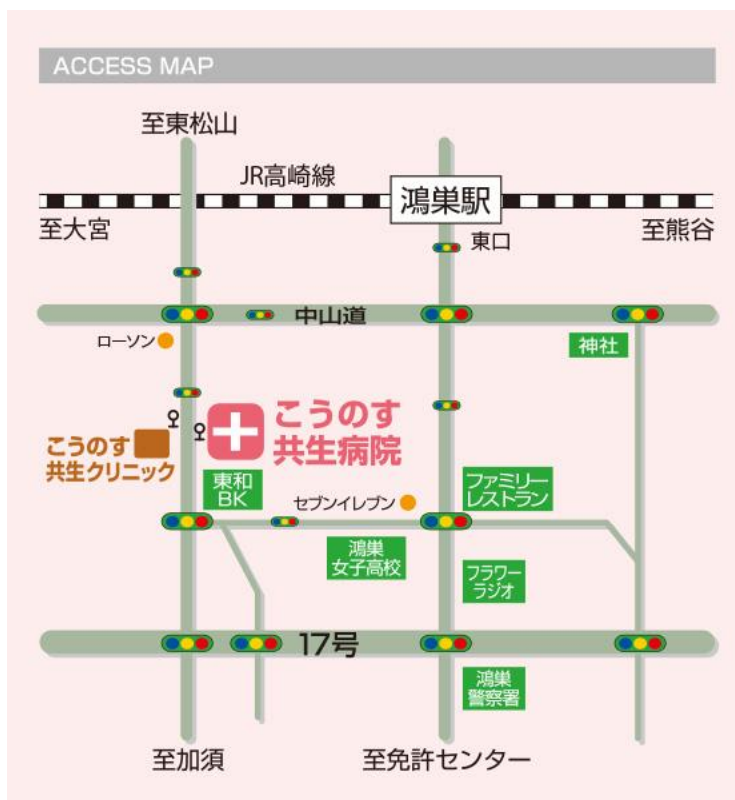 ACCESS MAP
至東松山
JR高崎線
鴻巣駅
至大宮
東口
至熊谷
中山道
ローソン
神社
こうのす
共生病院
こうのす
共生クリニック
東和
BK
セブンイレブン
ファミリー
レストラン
鴻巣
女子高校
フラワー
ラジオ
17号
鴻巣
警察署
至加須
至免許センター